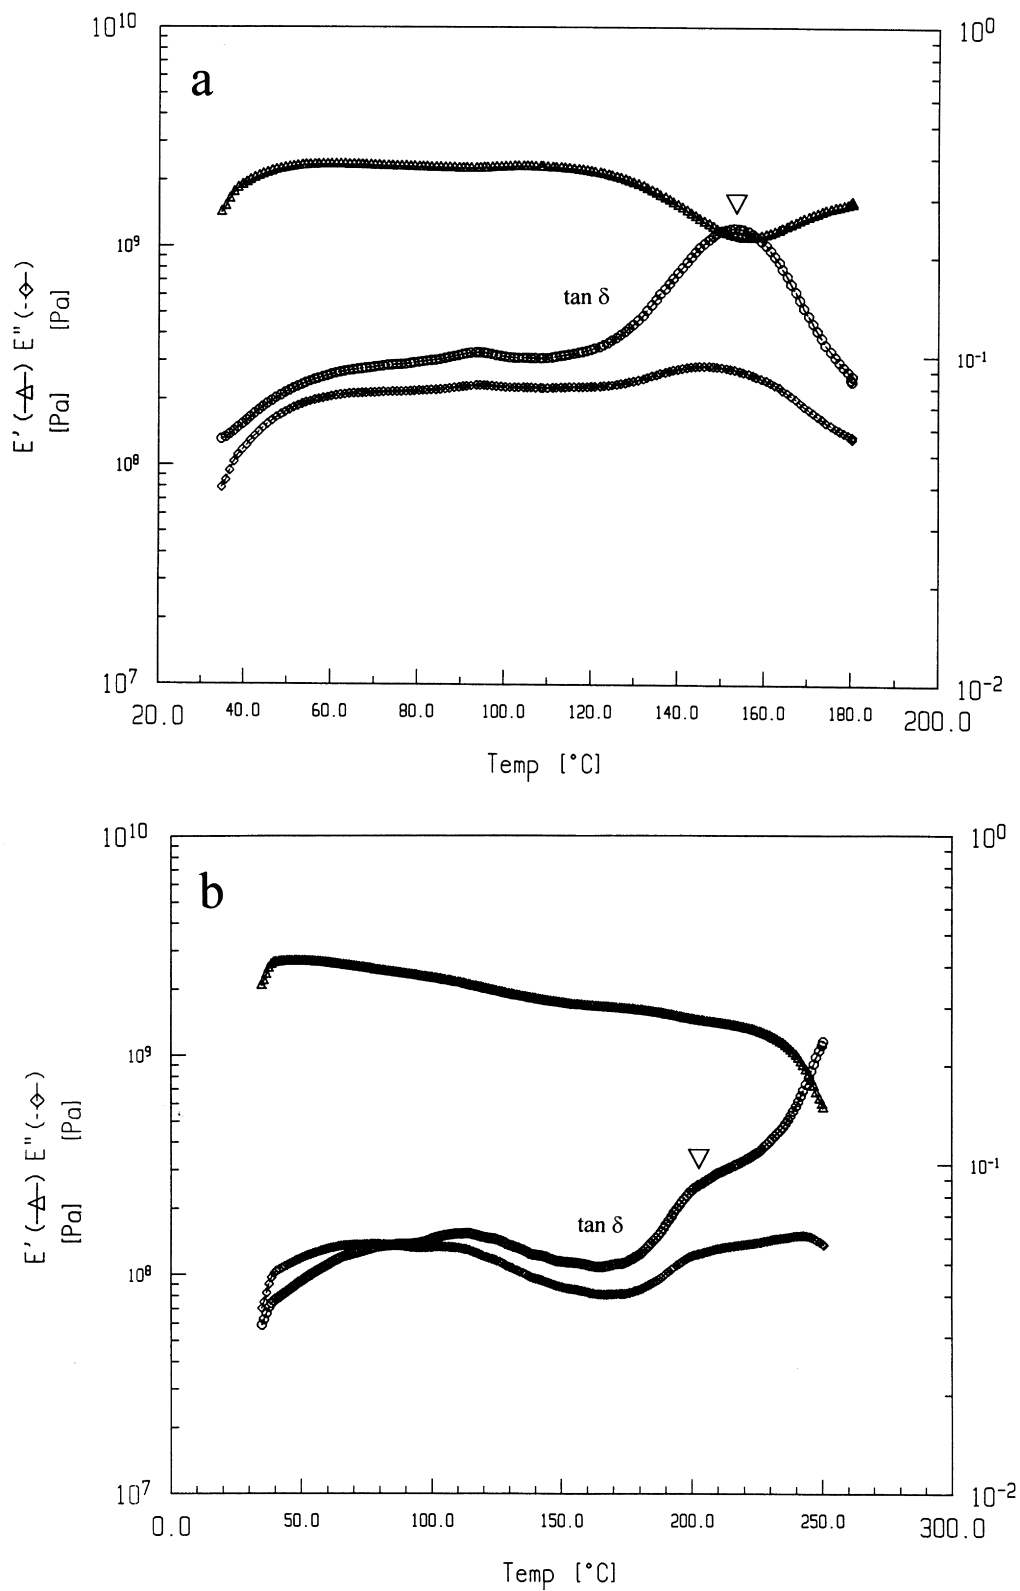 10¹⁰
10⁰
a
10⁹
tan δ
10⁻¹
E' (-△-) E" (-◇-)
[Pa] [Pa]
10⁸
10⁷
10⁻²
20.0 40.0 60.0 80.0 100.0 120.0 140.0 160.0 180.0 200.0
Temp [°C]
10¹⁰
10⁰
b
10⁹
10⁻¹
tan δ
E' (-△-) E" (-◇-)
[Pa] [Pa]
10⁸
10⁷
10⁻²
0.0 50.0 100.0 150.0 200.0 250.0 300.0
Temp [°C]